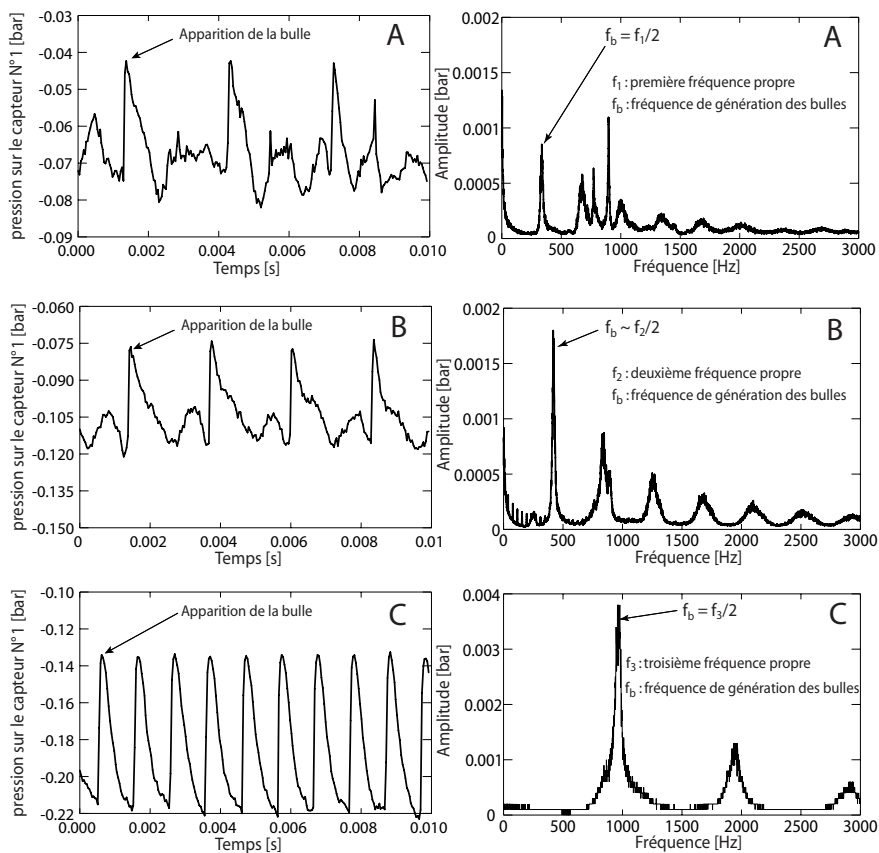 A
Apparition de la bulle
pression sur le capteur N°1 [bar]
-0.03
-0.04
-0.05
-0.06
-0.07
-0.08
-0.09
0.000 0.002 0.004 0.006 0.008 0.010
Temps [s]
A
f_b = f_1/2
f_1 : première fréquence propre
f_b : fréquence de génération des bulles
Amplitude [bar]
0.002
0.0015
0.001
0.0005
0
0 500 1000 1500 2000 2500 3000
Fréquence [Hz]
B
Apparition de la bulle
pression sur le capteur N°1 [bar]
-0.060
-0.075
-0.090
-0.105
-0.120
-0.135
-0.150
0 0.002 0.004 0.006 0.008 0.01
Temps [s]
B
f_b ~ f_2/2
f_2 : deuxième fréquence propre
f_b : fréquence de génération des bulles
Amplitude [bar]
0.002
0.0015
0.001
0.0005
0
0 500 1000 1500 2000 2500 3000
Fréquence [Hz]
C
Apparition de la bulle
pression sur le capteur N°1 [bar]
-0.10
-0.12
-0.14
-0.16
-0.18
-0.20
-0.22
0.000 0.002 0.004 0.006 0.008 0.010
Temps [s]
C
f_b = f_3/2
f_3 : troisième fréquence propre
f_b : fréquence de génération des bulles
Amplitude [bar]
0.004
0.003
0.002
0.001
0
0 500 1000 1500 2000 2500 3000
Fréquence [Hz]